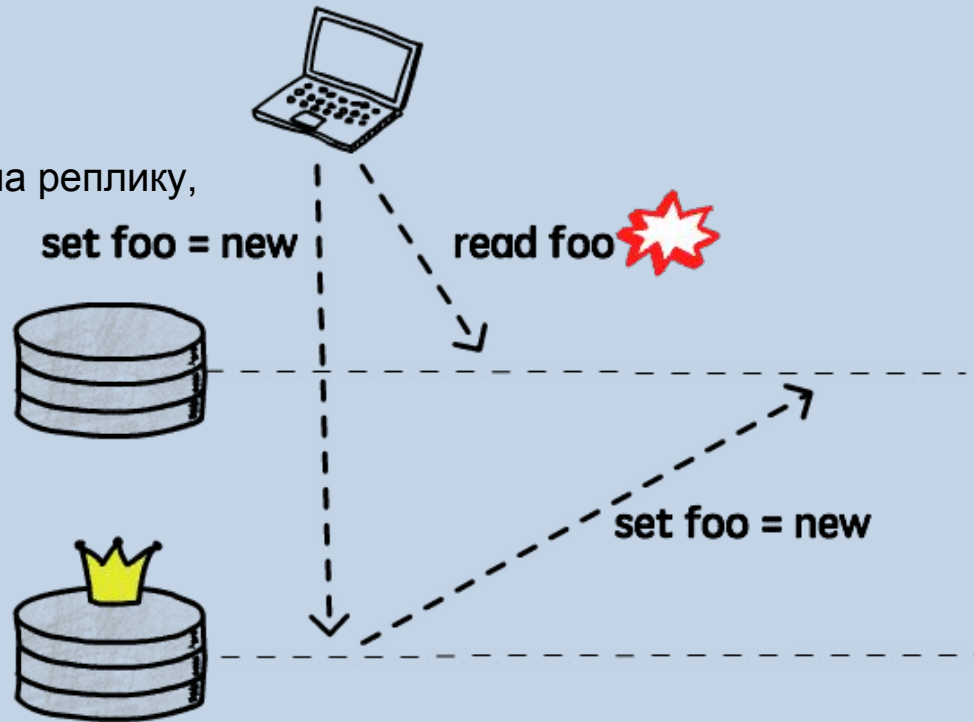 на реплику,
set foo = new
read foo
set foo = new